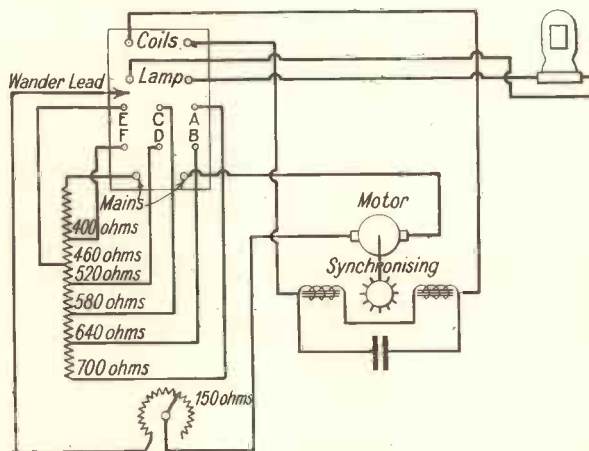 Coils
Lamp
Wander Lead
E C A
F D B
Mains
400 ohms
460 ohms
520 ohms
580 ohms
640 ohms
700 ohms
150 ohms
Motor
Synchronising